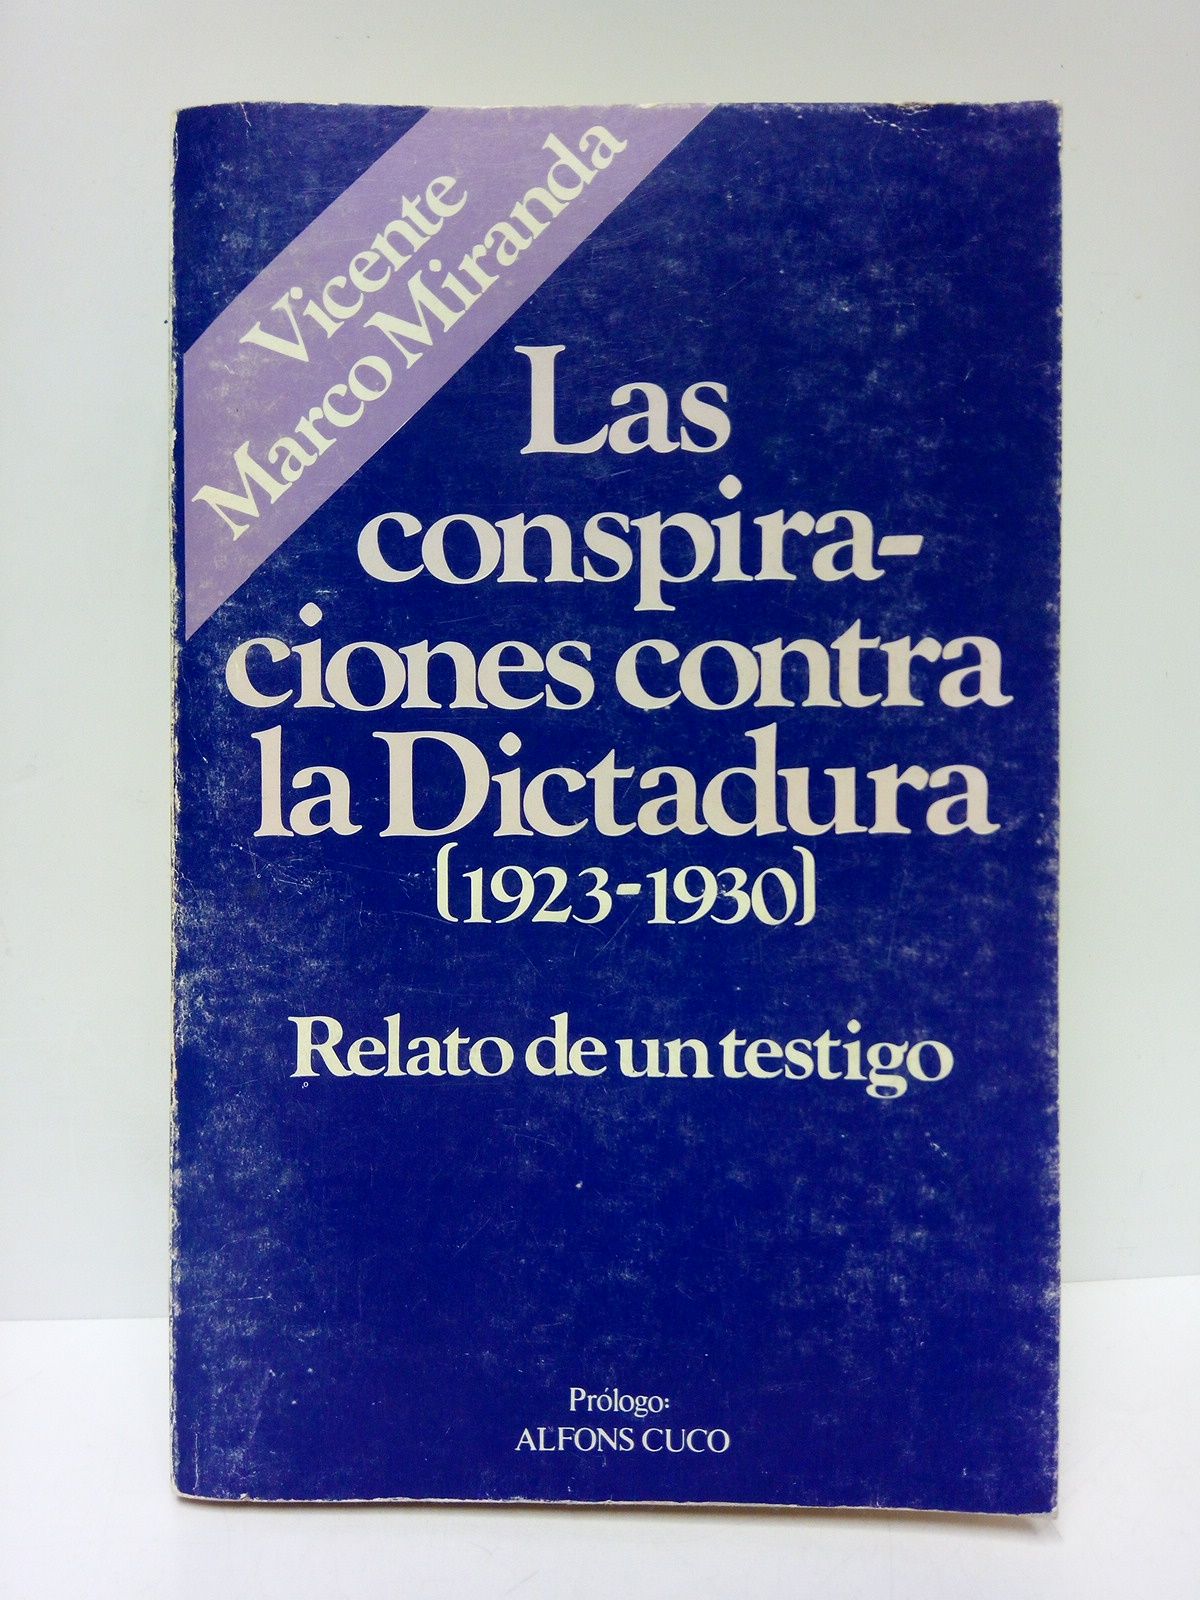 Vicente
Marco Miranda
Las
conspira-
ciones contra
la Dictadura
(1923-1930)
Relato de un testigo
Prólogo:
ALFONS CUCO